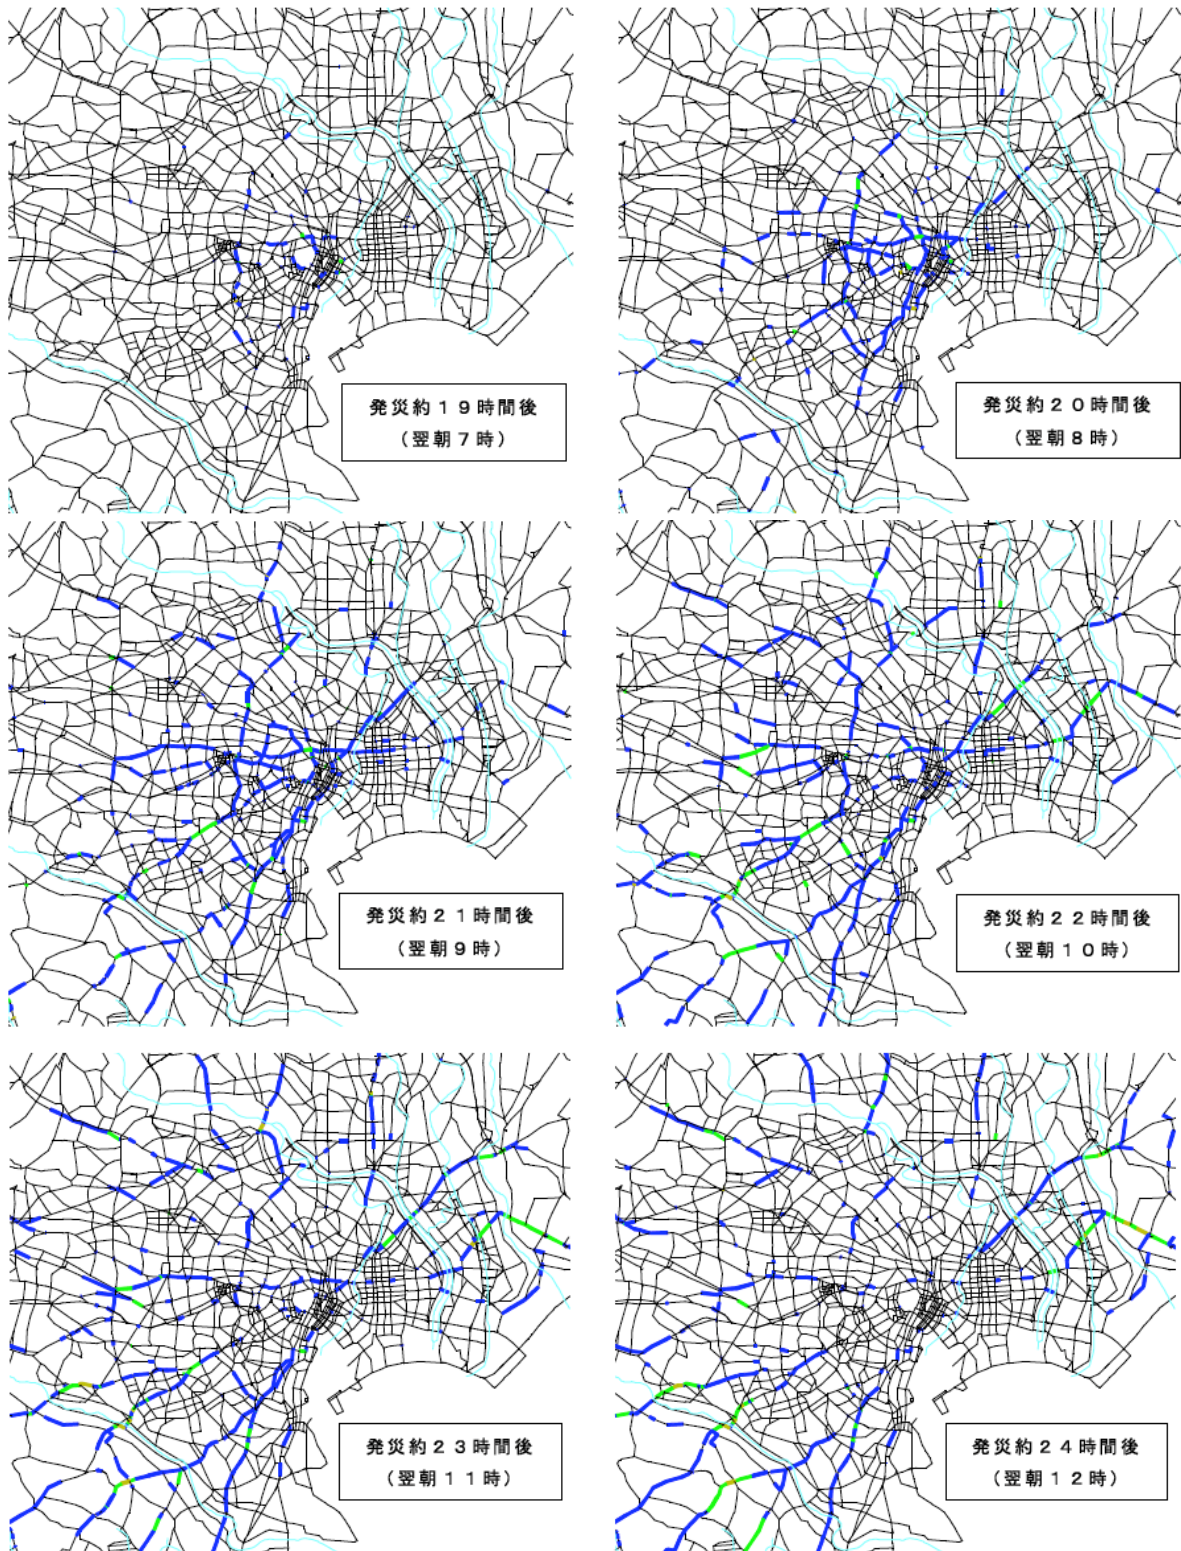 発災約１９時間後
（翌朝７時）
発災約２０時間後
（翌朝８時）
発災約２１時間後
（翌朝９時）
発災約２２時間後
（翌朝１０時）
発災約２３時間後
（翌朝１１時）
発災約２４時間後
（翌朝１２時）